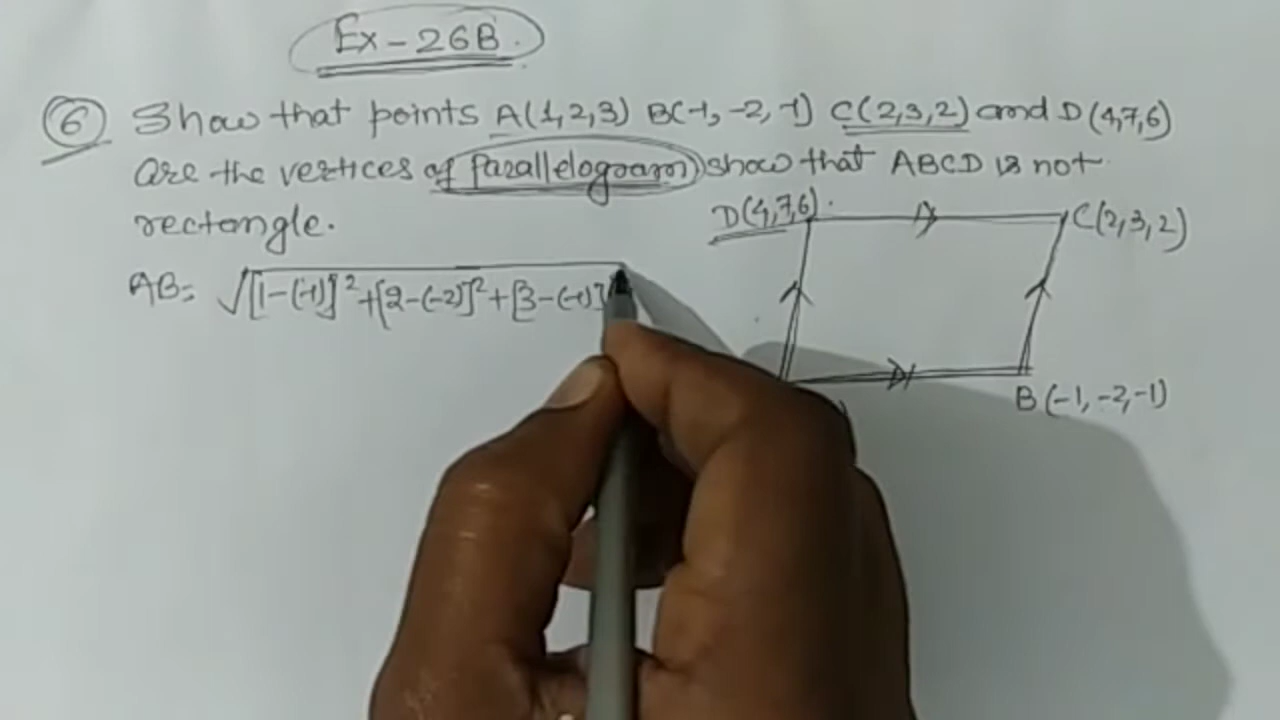 Ex-26B.
6 Show that points A(1,2,3) B(-1,-2,-1) C(2,3,2) and D(4,7,6)
are the vertices of parallelogram show that ABCD is not
rectangle.
D(4,7,6).
C(2,3,2)
AB= √[1-(-1)]²+[2-(-2)]²+[3-(-1)]
B(-1,-2,-1)